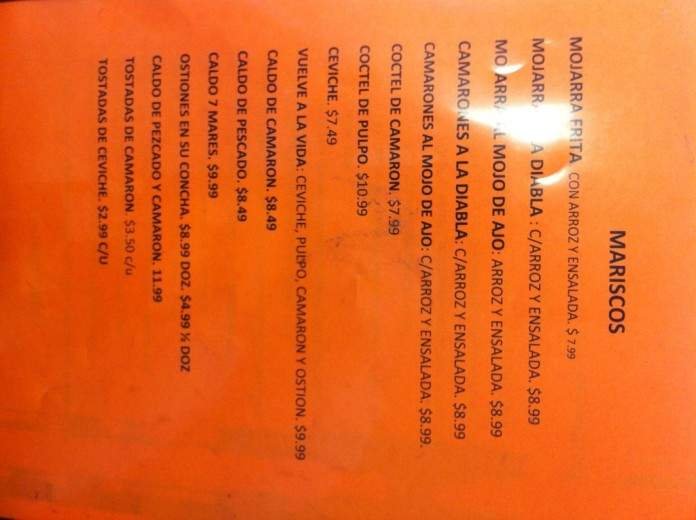 MARISCOS
MOJARRA FRITA CON ARROZ Y ENSALADA. $ 7.99
MOJARRA A DIABLA : C/ARROZ Y ENSALADA. $8.99
MOJARRA AL MOJO DE AJO: ARROZ Y ENSALADA. $8.99
CAMARONES A LA DIABLA: C/ARROZ Y ENSALADA. $8.99
CAMARONES AL MOJO DE AJO: C/ARROZ Y ENSALADA. $8.99.
COCTEL DE CAMARON. $7.99
COCTEL DE PULPO. $10.99
CEVICHE. $7.49
VUELVE A LA VIDA: CEVICHE, PULPO, CAMARON Y OSTION. $9.99
CALDO DE CAMARON. $8.49
CALDO DE PESCADO. $8.49
CALDO 7 MARES. $9.99
OSTIONES EN SU CONCHA. $8.99 DOZ. $4.99 ½ DOZ
CALDO DE PEZCADO Y CAMARON. 11.99
TOSTADAS DE CAMARON. $3.50 c/u
TOSTADAS DE CEVICHE. $2.99 C/U